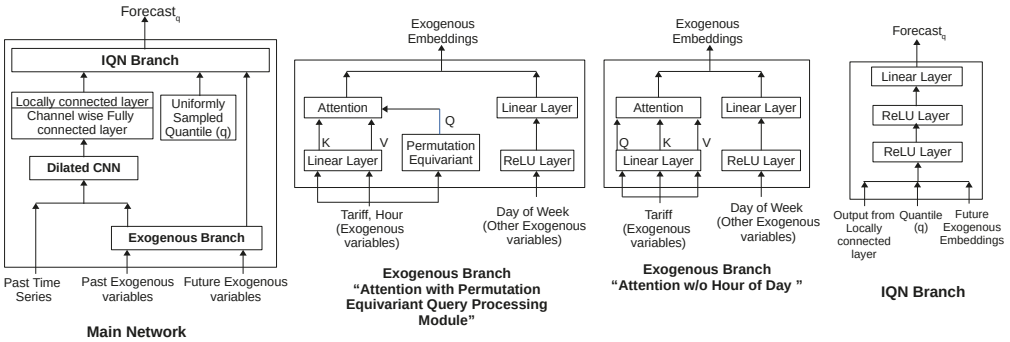 Forecastq
IQN Branch
Locally connected layer
Channel wise Fully
connected layer
Uniformly
Sampled
Quantile (q)
Dilated CNN
Exogenous Branch
Past Time
Series
Past Exogenous
variables
Future Exogenous
variables
Main Network
Exogenous
Embeddings
Attention
Linear Layer
Q
K
V
Linear Layer
Permutation
Equivariant
ReLU Layer
Tariff, Hour
(Exogenous
variables)
Day of Week
(Other Exogenous
variables)
Exogenous Branch
“Attention with Permutation
Equivariant Query Processing
Module”
Exogenous
Embeddings
Attention
Linear Layer
Q
K
V
Linear Layer
ReLU Layer
Tariff
(Exogenous
variables)
Day of Week
(Other Exogenous
variables)
Exogenous Branch
“Attention w/o Hour of Day ”
Forecastq
Linear Layer
ReLU Layer
ReLU Layer
Output from
Locally
connected
layer
Quantile
(q)
Future
Exogenous
Embeddings
IQN Branch